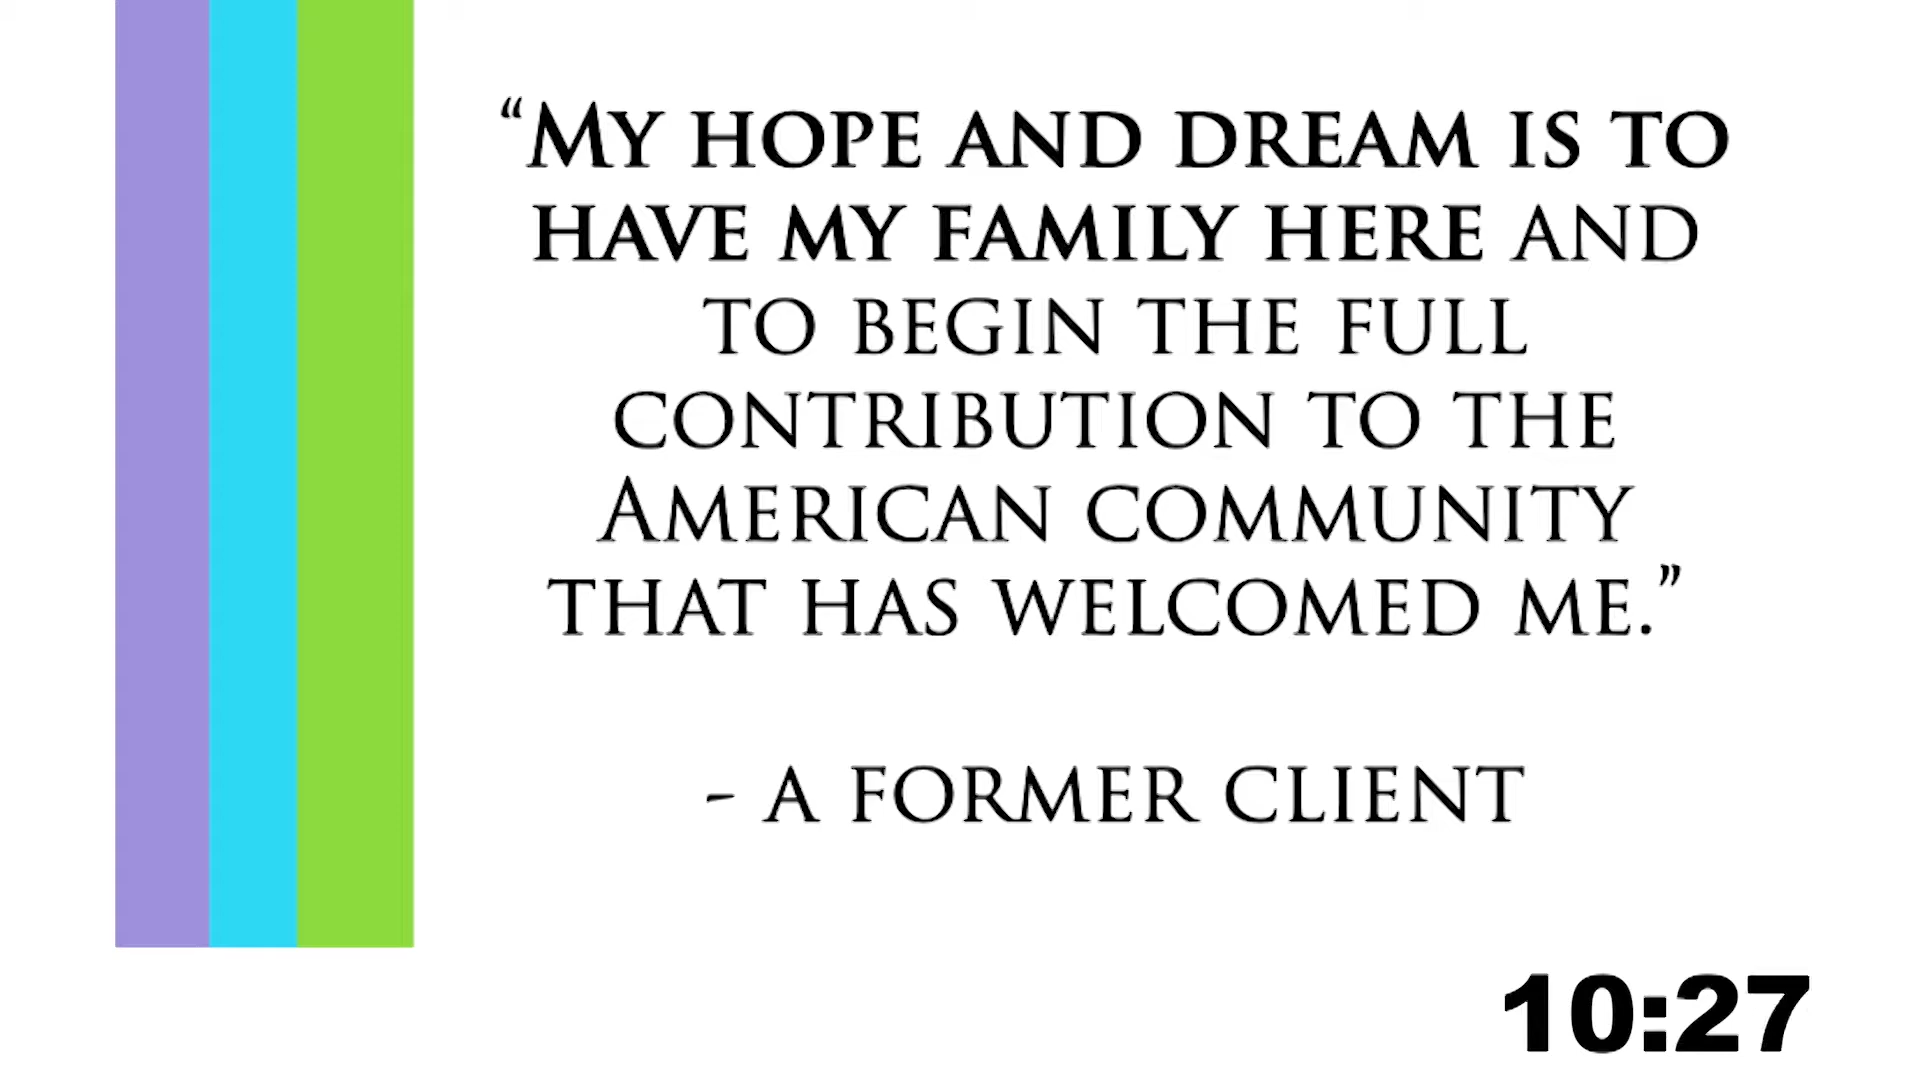 “My hope and dream is to
have my family here and
to begin the full
contribution to the
American community
that has welcomed me.”
- a former client
10:27